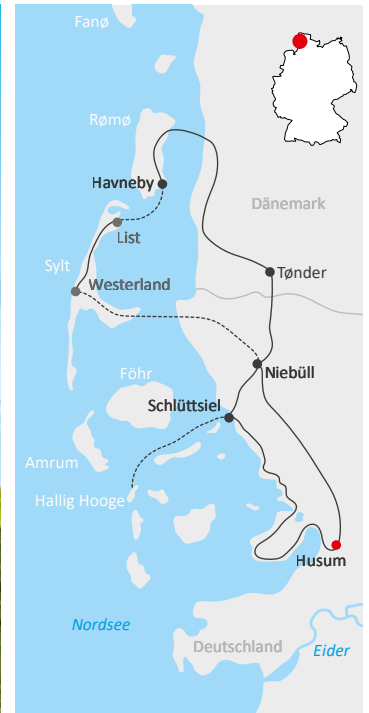 Fanø
Rømø
Havneby
Dänemark
List
Sylt
Tønder
Westerland
Niebüll
Föhr
Schlüttsiel
Amrum
Hallig Hooge
Husum
Nordsee
Deutschland
Eider